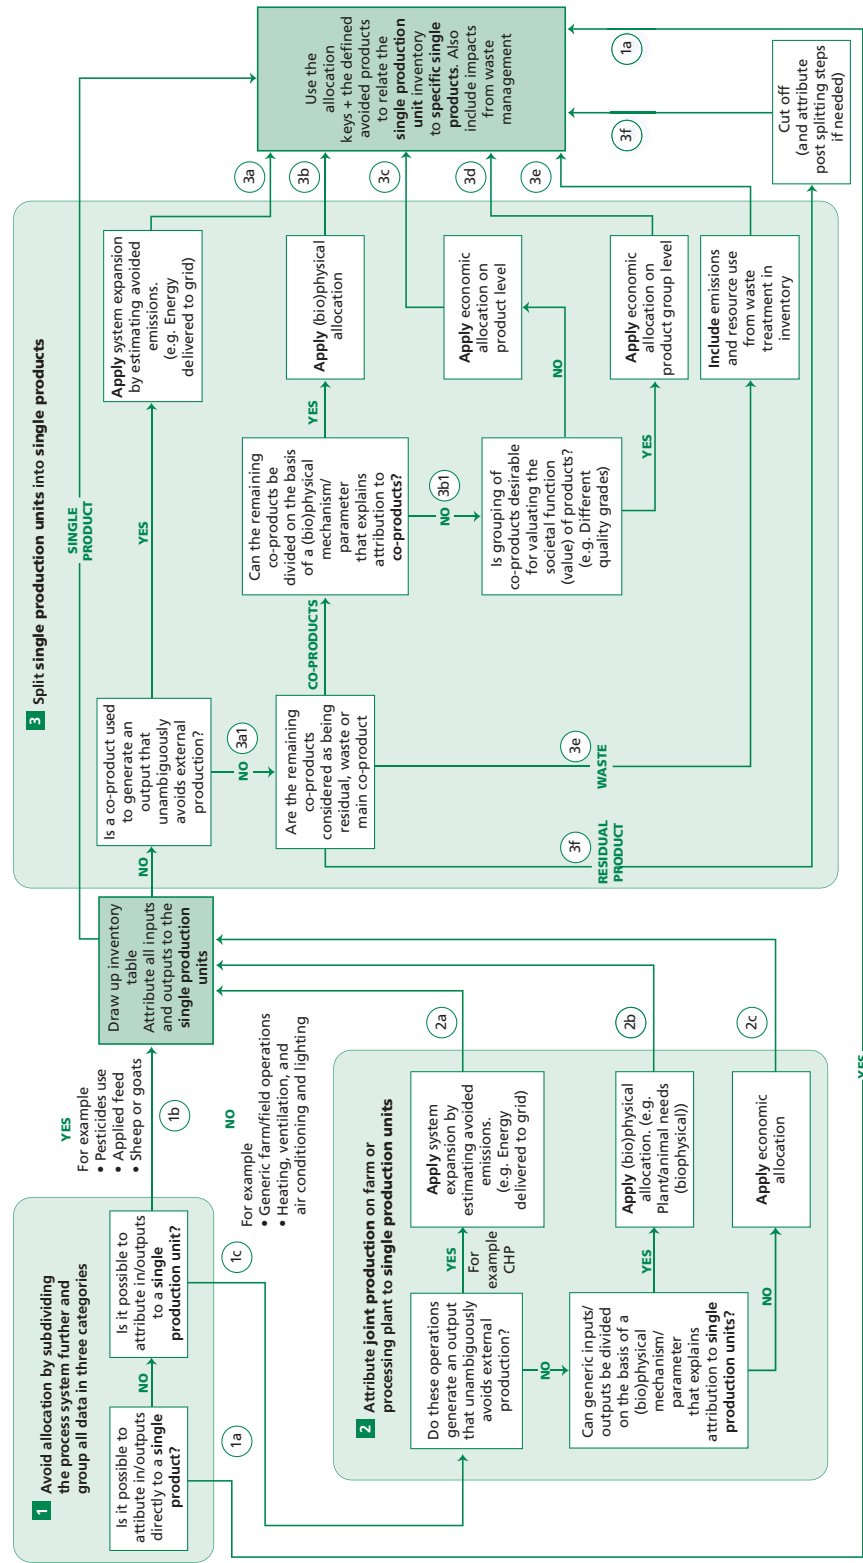 1 Avoid allocation by subdividing
the process system further and
group all data in three categories
Is it possible to
attribute in/outputs
directly to a single
product?
NO
Is it possible to
attribute in/outputs
to a single
production unit?
1a
1c
YES
For example
• Pesticides use
• Applied feed
• Sheep or goats
1b
NO
For example
• Generic farm/field operations
• Heating, ventilation, and
air conditioning and lighting
Draw up inventory
table
Attribute all inputs
and outputs to the
single production
units
2 Attribute joint production on farm or
processing plant to single production units
Do these operations
generate an output
that unambiguously
avoids external
production?
YES
For
example
CHP
Apply system
expansion by
estimating avoided
emissions.
(e.g. Energy
delivered to grid)
2a
NO
Can generic inputs/
outputs be divided
on the basis of a
(bio)physical
mechanism/
parameter
that explains
attribution to single
production units?
YES
Apply (bio)physical
allocation. (e.g.
Plant/animal needs
(biophysical))
2b
NO
Apply economic
allocation
2c
3 Split single production units into single products
SINGLE
PRODUCT
NO
Is a co-product used
to generate an
output that
unambiguously
avoids external
production?
YES
Apply system expansion
by estimating avoided
emissions.
(e.g. Energy
delivered to grid)
3a
NO
3a1
Are the remaining
co-products
considered as being
residual, waste or
main co-product
CO-PRODUCTS
Can the remaining
co-products be
divided on the basis
of a (bio)physical
mechanism/
parameter
that explains
attribution to
co-products?
YES
Apply (bio)physical
allocation
3b
NO
3b1
Is grouping of
co-products desirable
for valuating the
societal function
(value) of products?
(e.g. Different
quality grades)
NO
Apply economic
allocation on
product level
3c
YES
Apply economic
allocation on
product group level
3d
3e
WASTE
Include emissions
and resource use
from waste
treatment in
inventory
3e
3f
RESIDUAL
PRODUCT
Cut off
(and attribute
post splitting steps
if needed)
3f
1a
YES
Use the
allocation
keys + the defined
avoided products
to relate the
single production
unit inventory
to specific single
products. Also
include impacts
from waste
management